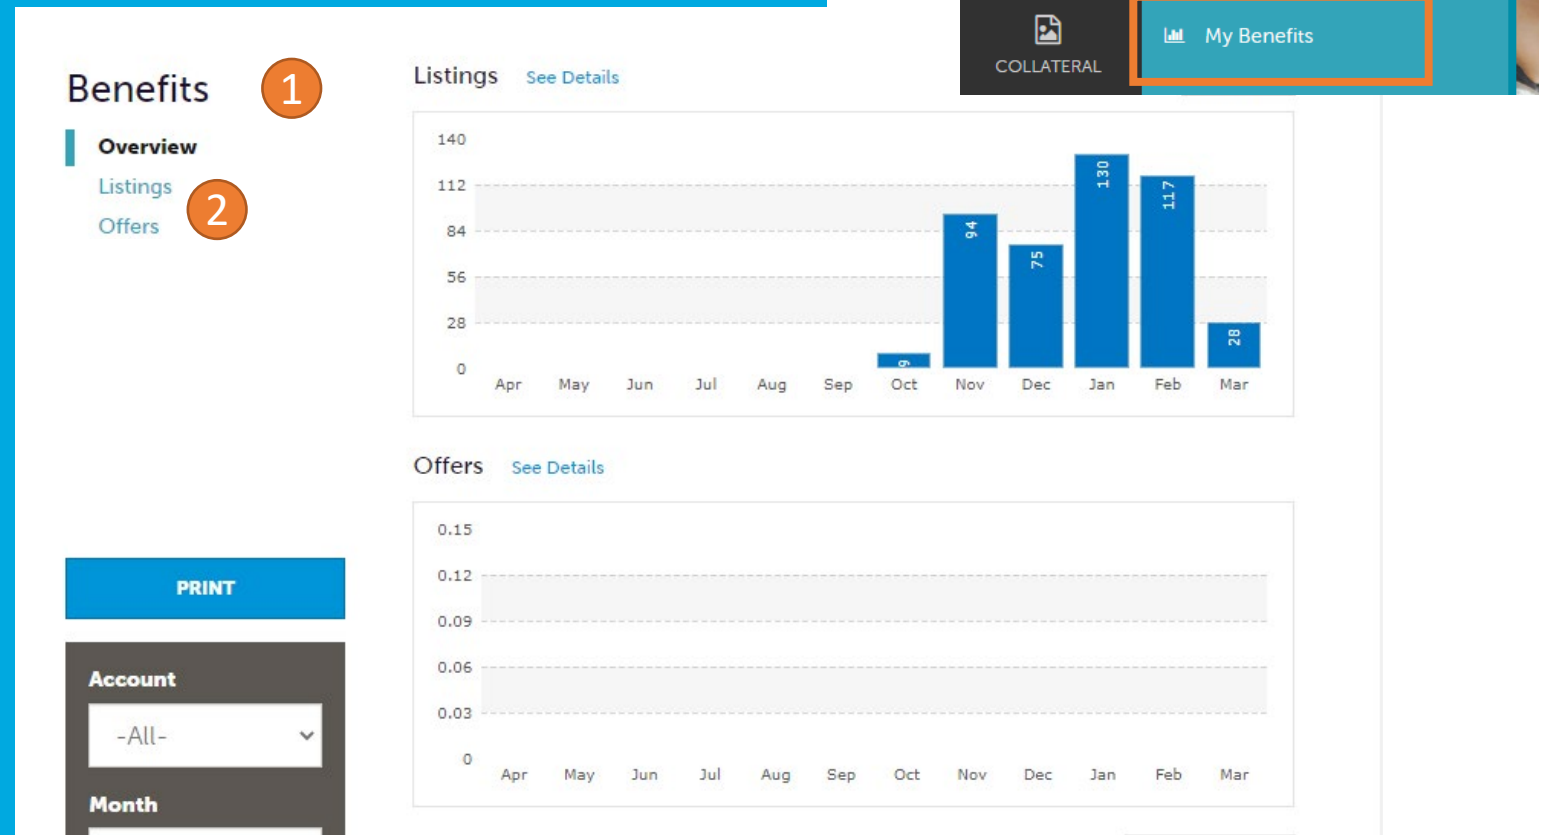 COLLATERAL
My Benefits
Benefits
1
Overview
Listings
2
Offers
PRINT
Account
-All-
Month
Listings See Details
140
112
84
56
28
0
9
94
75
130
117
28
Apr May Jun Jul Aug Sep Oct Nov Dec Jan Feb Mar
Offers See Details
0.15
0.12
0.09
0.06
0.03
0
Apr May Jun Jul Aug Sep Oct Nov Dec Jan Feb Mar